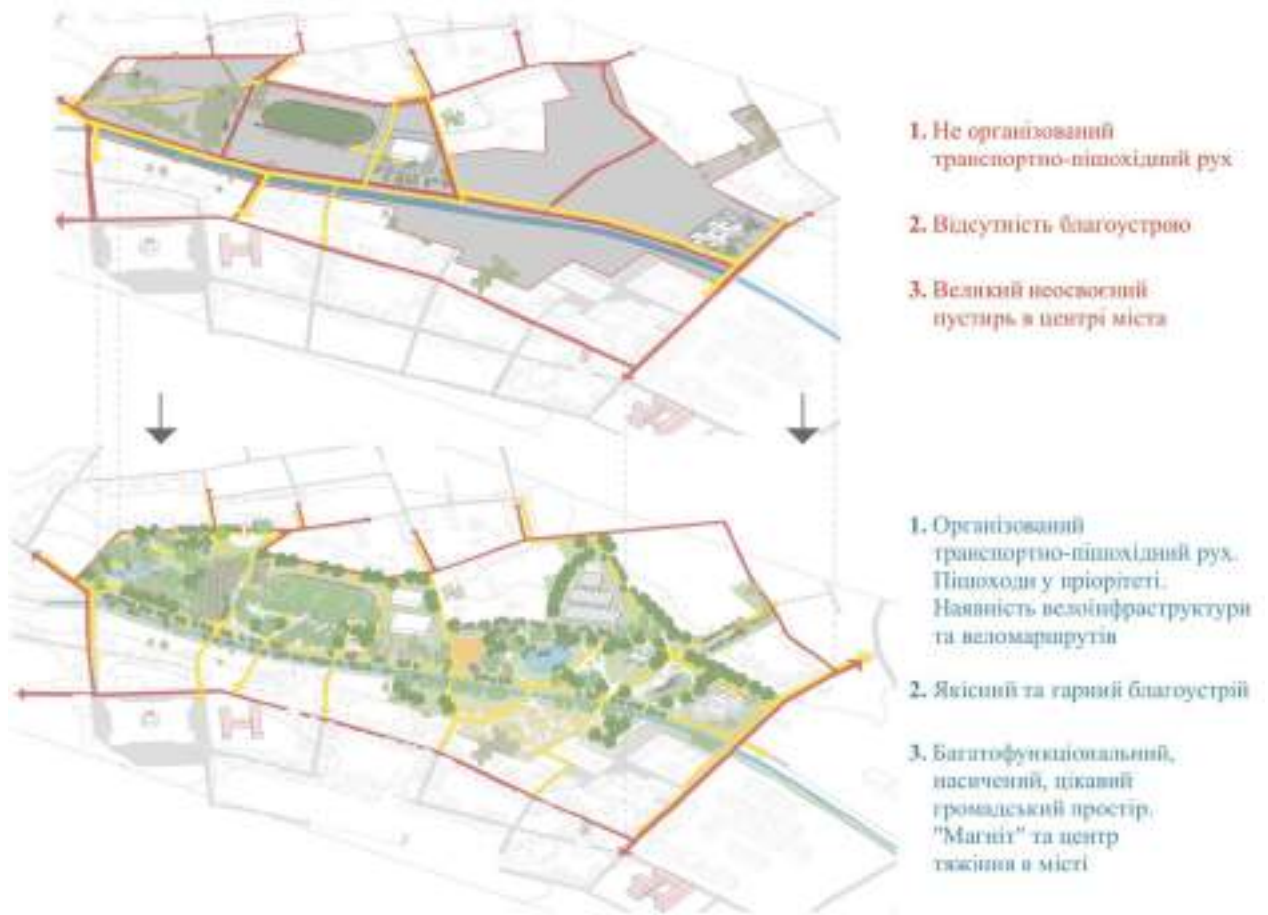 1. Не організований
транспортно-пішохідний рух
2. Відсутність благоустрою
3. Великий неосвоєний
пустирь в центрі міста
1. Організований
транспортно-пішохідний рух.
Пішоходи у пріорітеті.
Наявність велоінфраструктури
та веломаршрутів
2. Якісний та гарний благоустрій
3. Багатофункціональний,
насичений, цікавий
громадський простір.
"Магніт" та центр
тяжіння в місті